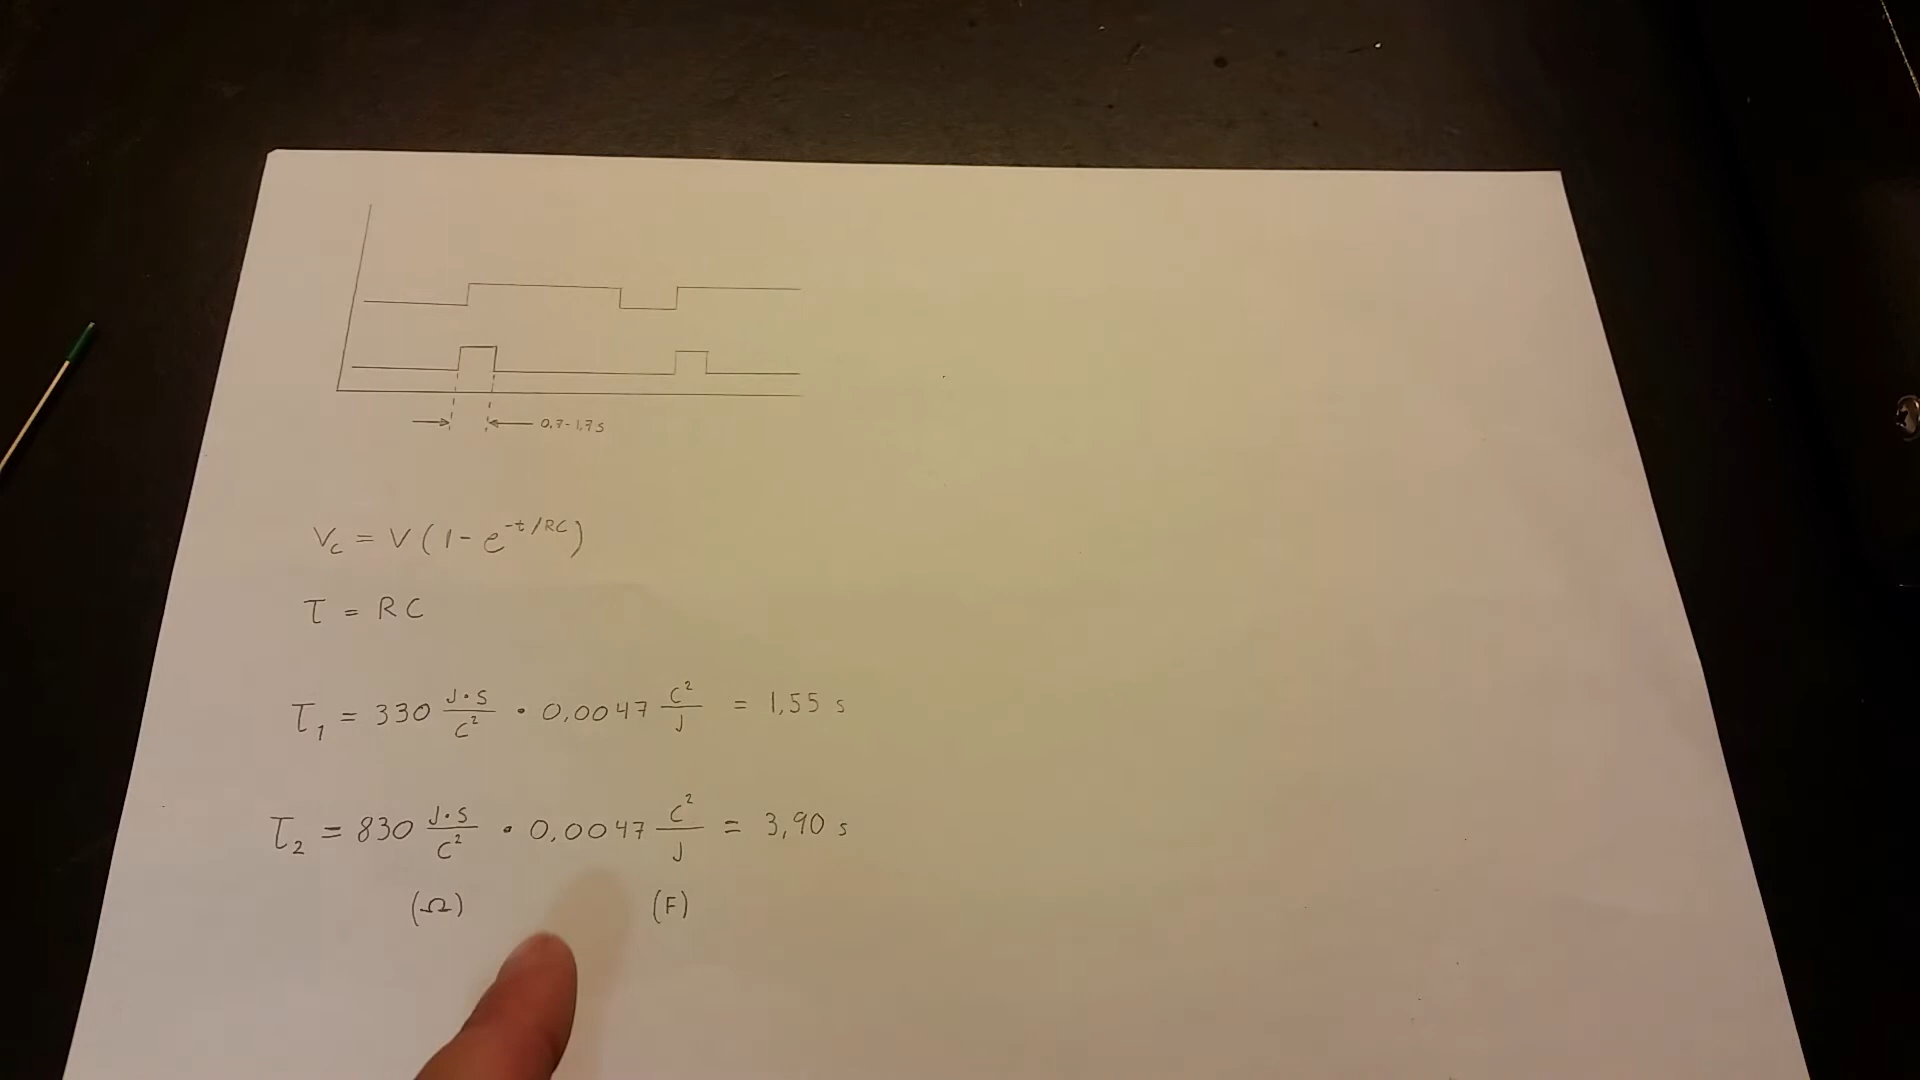 0,7-1,7s
V_c = V(1-e^{-t/RC})
τ = RC
τ_1 = 330 J·s/C² · 0,0047 C²/J = 1,55 s
τ_2 = 830 J·s/C² · 0,0047 C²/J = 3,90 s
(Ω) (F)